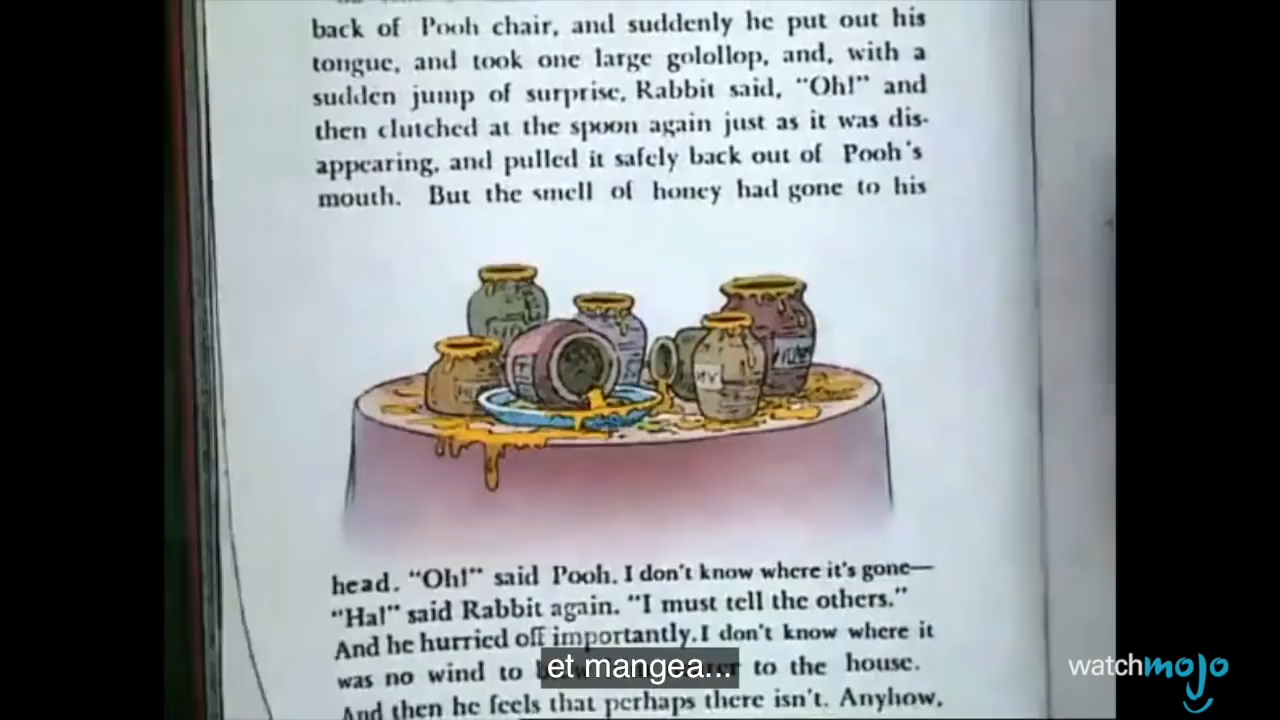 back of Pooh chair, and suddenly he put out his
tongue, and took one large golollop, and, with a
sudden jump of surprise, Rabbit said, “Oh!” and
then clutched at the spoon again just as it was dis-
appearing, and pulled it safely back out of Pooh's
mouth. But the smell of honey had gone to his
HUNNY
HU
NY
head. “Oh!” said Pooh. I don't know where it's gone—
“Ha!” said Rabbit again. “I must tell the others.”
And he hurried off importantly. I don't know where it
was no wind to to the house.
et mangea...
And then he feels that perhaps there isn't. Anyhow,
watchmojo